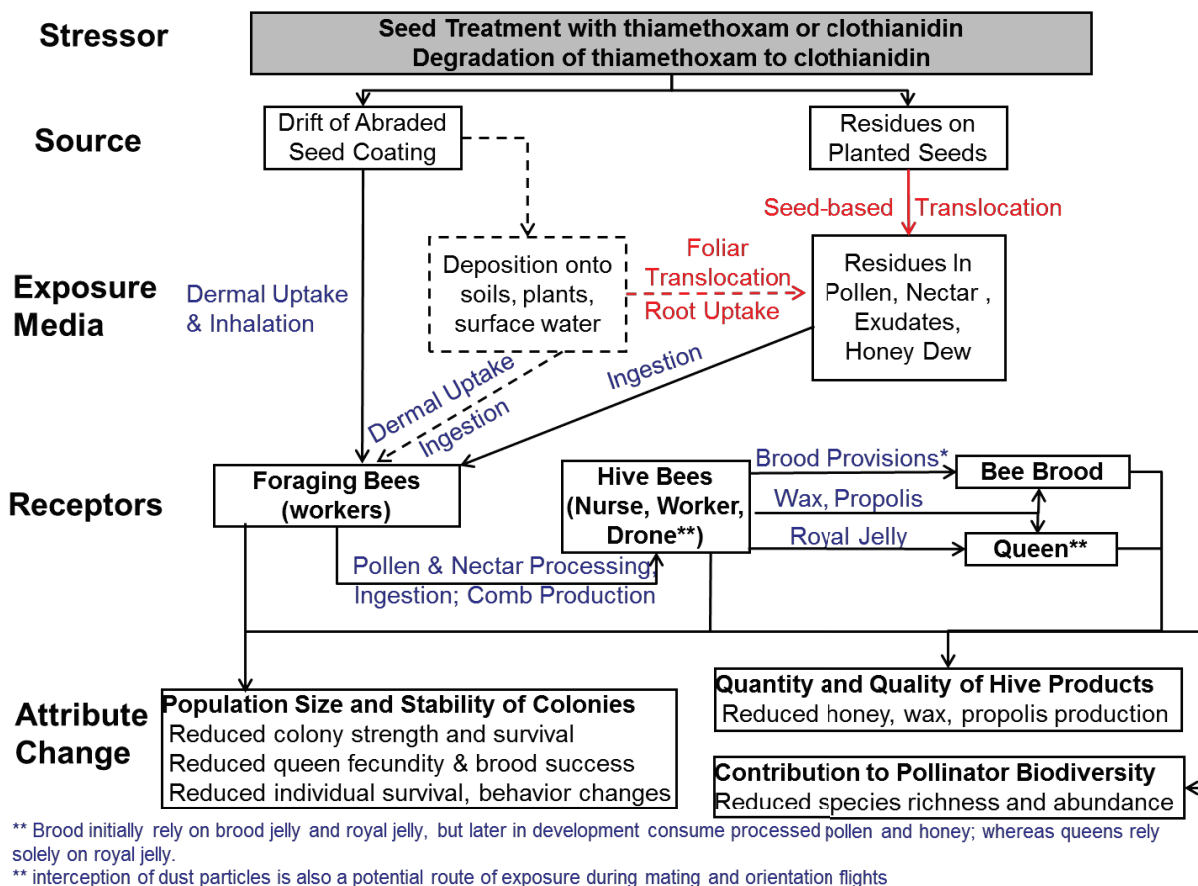 Stressor
Seed Treatment with thiamethoxam or clothianidin
Degradation of thiamethoxam to clothianidin
Source
Drift of Abraded
Seed Coating
Residues on
Planted Seeds
Seed-based Translocation
Exposure
Media
Dermal Uptake
& Inhalation
Deposition onto
soils, plants,
surface water
Foliar
Translocation
Root Uptake
Residues In
Pollen, Nectar ,
Exudates,
Honey Dew
Dermal Uptake
Ingestion
Ingestion
Receptors
Foraging Bees
(workers)
Hive Bees
(Nurse, Worker,
Drone**)
Brood Provisions*
Wax, Propolis
Royal Jelly
Bee Brood
Queen**
Pollen & Nectar Processing,
Ingestion; Comb Production
Attribute
Change
Population Size and Stability of Colonies
Reduced colony strength and survival
Reduced queen fecundity & brood success
Reduced individual survival, behavior changes
Quantity and Quality of Hive Products
Reduced honey, wax, propolis production
Contribution to Pollinator Biodiversity
Reduced species richness and abundance
** Brood initially rely on brood jelly and royal jelly, but later in development consume processed pollen and honey; whereas queens rely
solely on royal jelly.
** interception of dust particles is also a potential route of exposure during mating and orientation flights